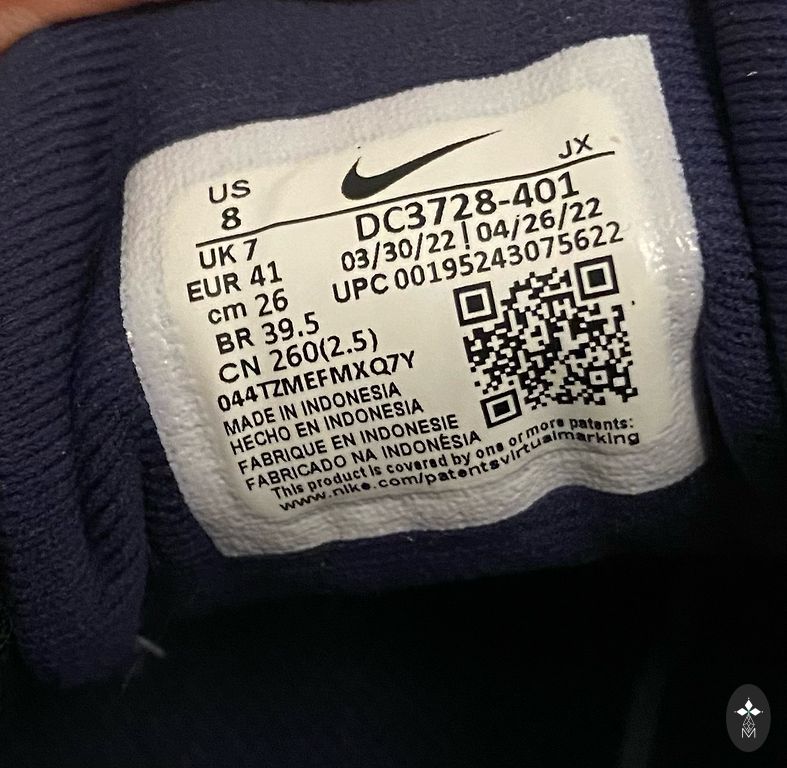 US
8
JX
DC3728-401
03/30/22 | 04/26/22
UPC 00195243075622
UK 7
EUR 41
cm 26
BR 39.5
CN 260(2.5)
044TZMEFMXQ7Y
MADE IN INDONESIA
HECHO EN INDONESIA
FABRIQUE EN INDONESIE
FABRICADO NA INDONÉSIA
This product is covered by one or more patents:
www.nike.com/patentsvirtualmarking
M